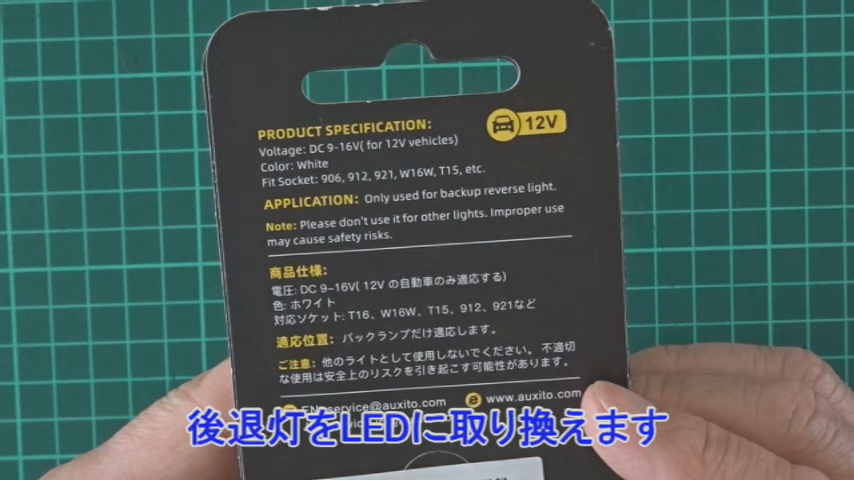 PRODUCT SPECIFICATION:
12V
Voltage: DC 9-16V( for 12V vehicles)
Color: White
Fit Socket: 906, 912, 921, W16W, T15, etc.
APPLICATION: Only used for backup reverse light.
Note: Please don't use it for other lights. Improper use
may cause safety risks.
商品仕様:
電圧: DC 9-16V( 12V の自動車のみ適応する)
色: ホワイト
対応ソケット: T16、W16W、T15、912、921など
適応位置: バックランプだけ適応します。
ご注意: 他のライトとして使用しないでください。 不適切
な使用は安全上のリスクを引き起こす可能性があります。
service@auxito.com
www.auxito.com
後退灯をLEDに取り換えます